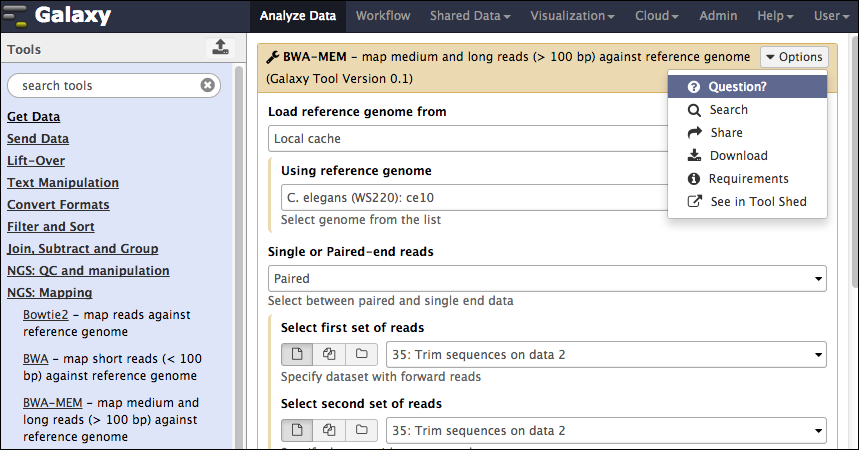 Galaxy
Analyze Data Workflow Shared Data Visualization Cloud Admin Help User
Tools
search tools
Get Data
Send Data
Lift-Over
Text Manipulation
Convert Formats
Filter and Sort
Join, Subtract and Group
NGS: QC and manipulation
NGS: Mapping
Bowtie2 - map reads against
reference genome
BWA - map short reads (< 100
bp) against reference genome
BWA-MEM - map medium and
long reads (> 100 bp) against
reference genome
BWA-MEM - map medium and long reads (> 100 bp) against reference genome
(Galaxy Tool Version 0.1)
Options
Question?
Search
Share
Download
Requirements
See in Tool Shed
Load reference genome from
Local cache
Using reference genome
C. elegans (WS220): ce10
Select genome from the list
Single or Paired-end reads
Paired
Select between paired and single end data
Select first set of reads
35: Trim sequences on data 2
Specify dataset with forward reads
Select second set of reads
35: Trim sequences on data 2